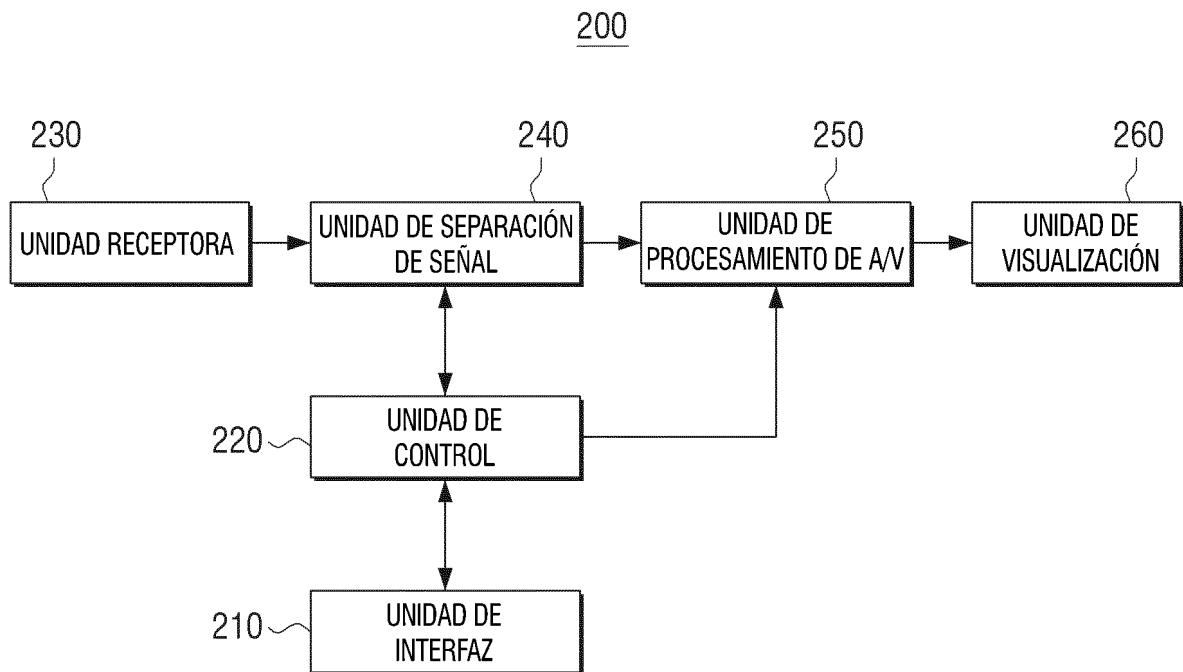 200
230
240
250
260
UNIDAD RECEPTORA
UNIDAD DE SEPARACIÓN
DE SEÑAL
UNIDAD DE
PROCESAMIENTO DE A/V
UNIDAD DE
VISUALIZACIÓN
220
UNIDAD DE
CONTROL
210
UNIDAD DE
INTERFAZ